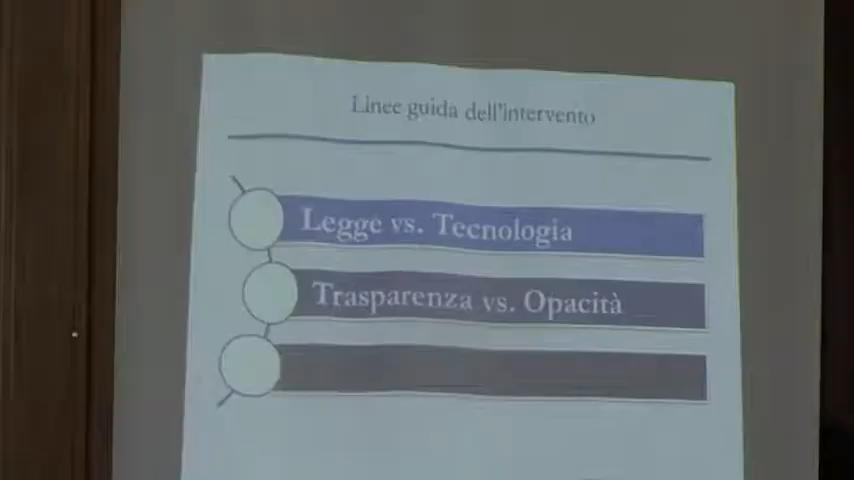 Linee guida dell'intervento
Legge vs. Tecnologia
Trasparenza vs. Opacità